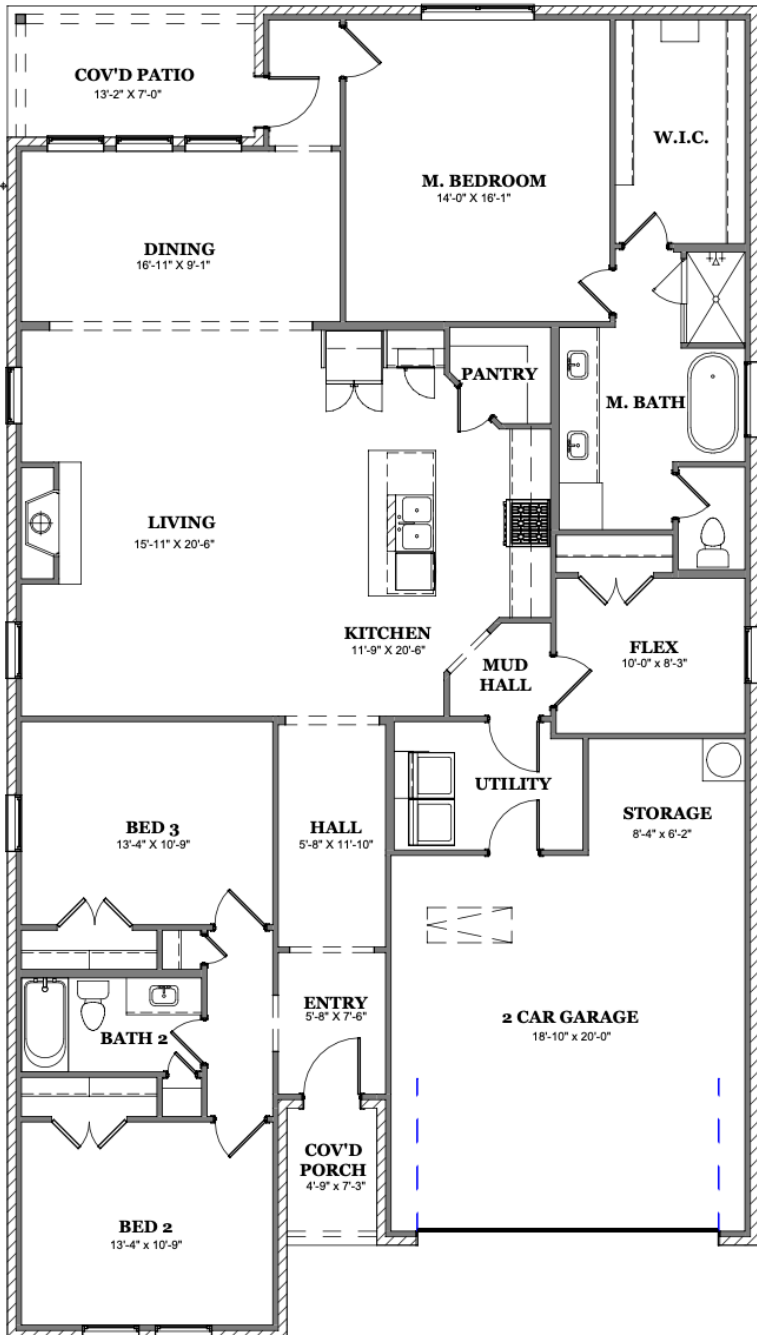 COV'D PATIO
13'-2" X 7'-0"
W.I.C.
M. BEDROOM
14'-0" X 16'-1"
DINING
16'-11" X 9'-1"
PANTRY
M. BATH
LIVING
15'-11" X 20'-6"
KITCHEN
11'-9" X 20'-6"
MUD
HALL
FLEX
10'-0" x 8'-3"
UTILITY
STORAGE
8'-4" x 6'-2"
BED 3
13'-4" X 10'-9"
HALL
5'-8" X 11'-10"
ENTRY
5'-8" X 7'-6"
2 CAR GARAGE
18'-10" x 20'-0"
BATH 2
COV'D
PORCH
4'-9" x 7'-3"
BED 2
13'-4" x 10'-9"